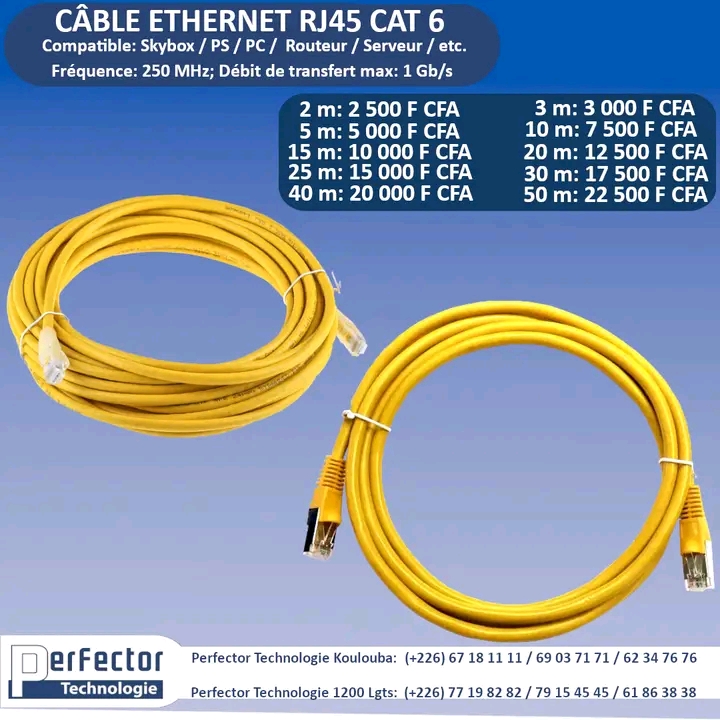 CÂBLE ETHERNET RJ45 CAT 6
Compatible: Skybox / PS / PC / Routeur / Serveur / etc.
Fréquence: 250 MHz; Débit de transfert max: 1 Gb/s
2 m: 2 500 F CFA
3 m: 3 000 F CFA
5 m: 5 000 F CFA
10 m: 7 500 F CFA
15 m: 10 000 F CFA
20 m: 12 500 F CFA
25 m: 15 000 F CFA
30 m: 17 500 F CFA
40 m: 20 000 F CFA
50 m: 22 500 F CFA
Perfector
Technologie
Perfector Technologie Koulouba: (+226) 67 18 11 11 / 69 03 71 71 / 62 34 76 76
Perfector Technologie 1200 Lgts: (+226) 77 19 82 82 / 79 15 45 45 / 61 86 38 38